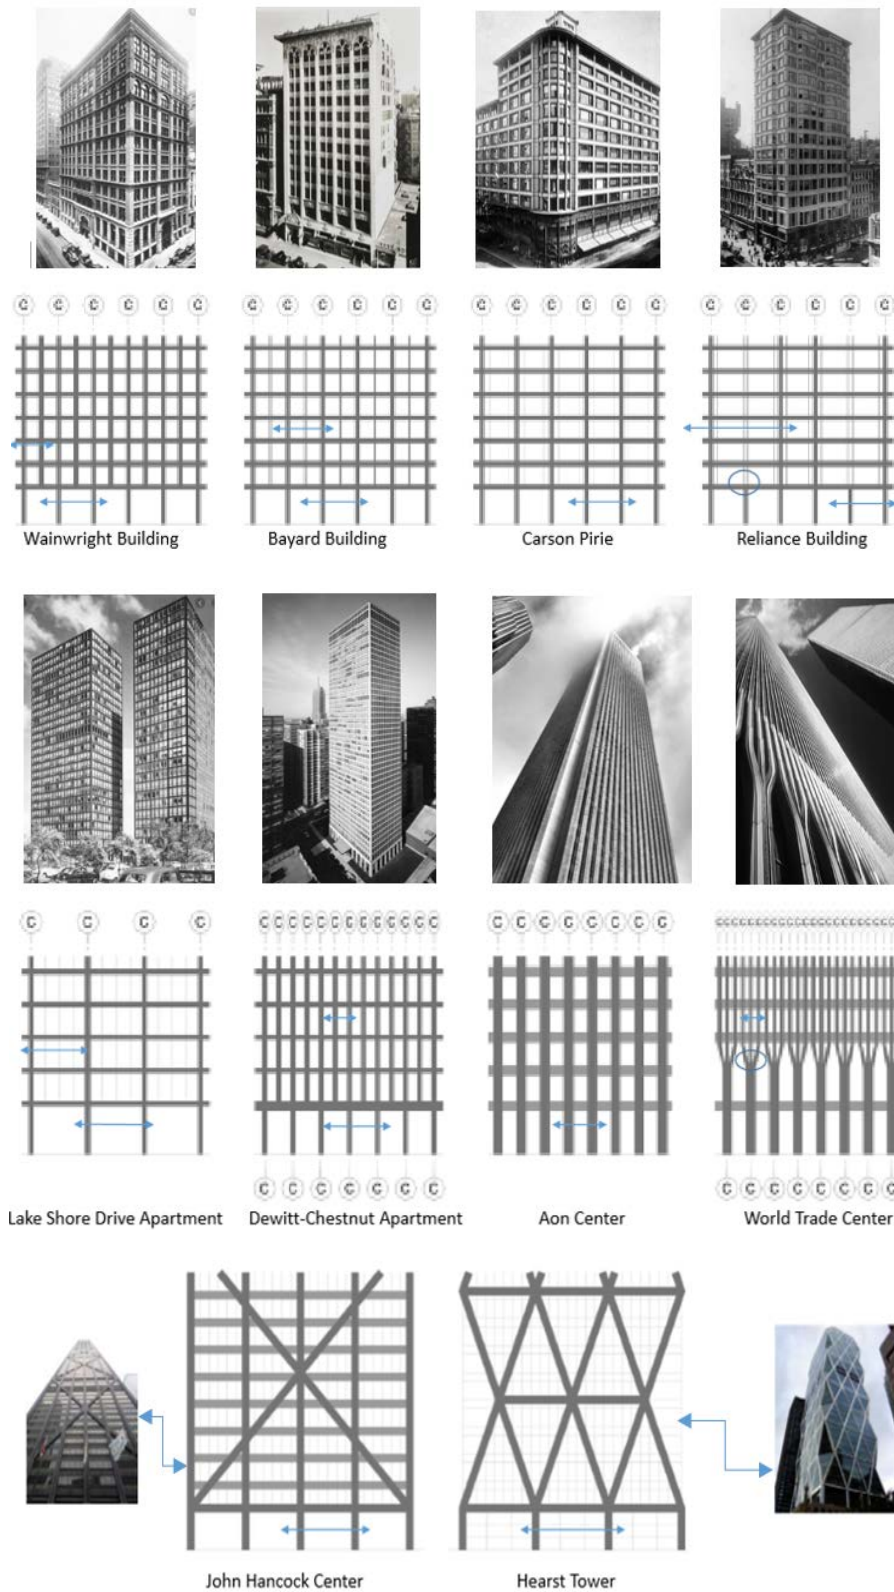 Wainwright Building
Bayard Building
Carson Pirie
Reliance Building
Lake Shore Drive Apartment
Dewitt-Chestnut Apartment
Aon Center
World Trade Center
John Hancock Center
Hearst Tower